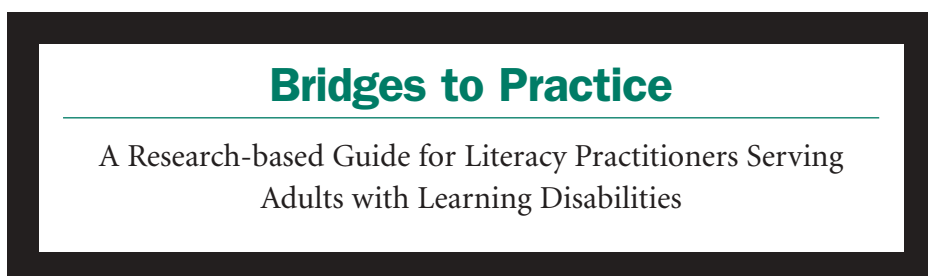 Bridges to Practice
A Research-based Guide for Literacy Practitioners Serving
Adults with Learning Disabilities